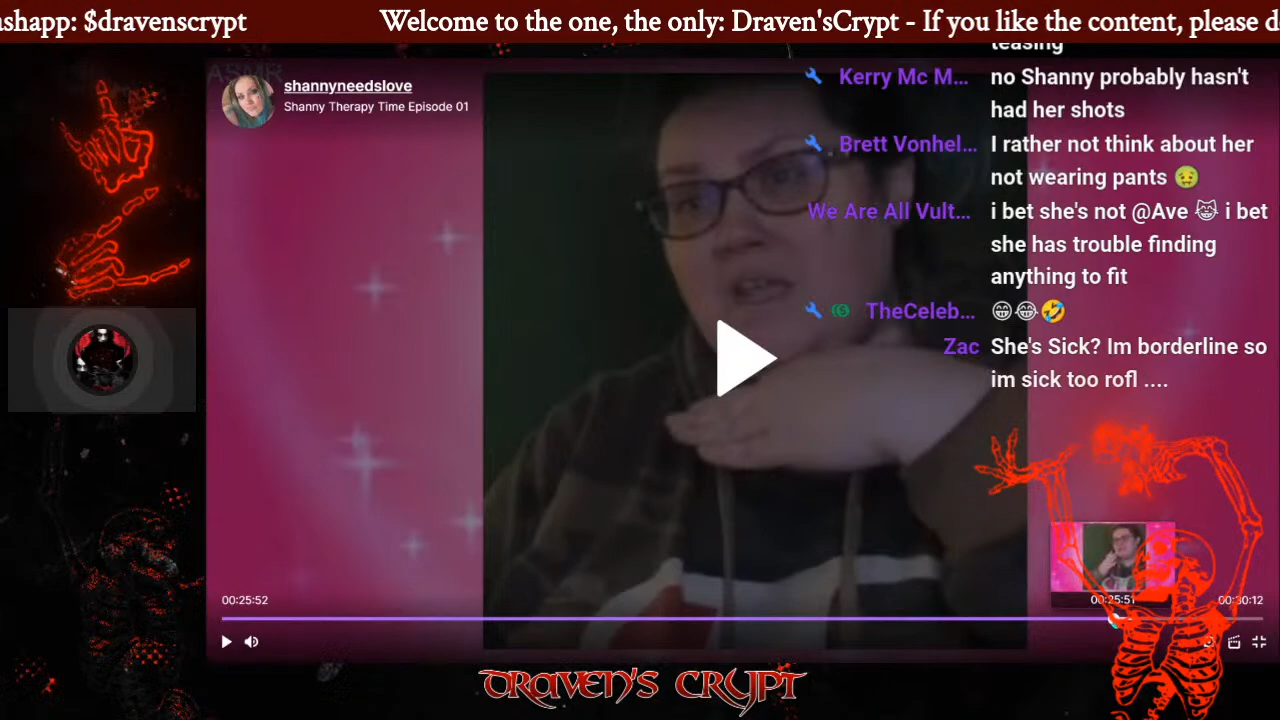 ashapp: $dravenscrypt Welcome to the one, the only: Draven'sCrypt - If you like the content, please d
teasing
ASMR
shannyneedslove
Shanny Therapy Time Episode 01
Kerry Mc M... no Shanny probably hasn't
had her shots
Brett Vonhel... I rather not think about her
not wearing pants 🤢
We Are All Vult... i bet she's not @Ave 😹 i bet
she has trouble finding
anything to fit
TheCeleb... 😁😂🤣
Zac She's Sick? Im borderline so
im sick too rofl ....
00:25:52
00:25:51
00:30:12
DRAVEN'S CRYPT